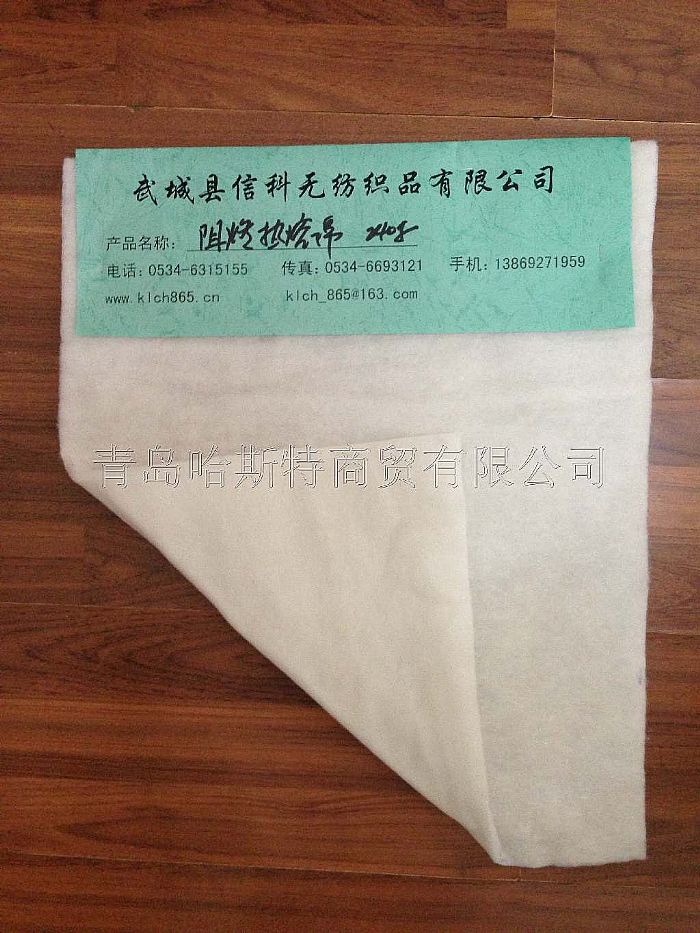 武城县信科无纺织品有限公司
产品名称: 阻燃热熔棉 240g
电话: 0534-6315155 传真: 0534-6693121 手机: 13869271959
www.klch865.cn klch_865@163.com
青岛哈斯特商贸有限公司